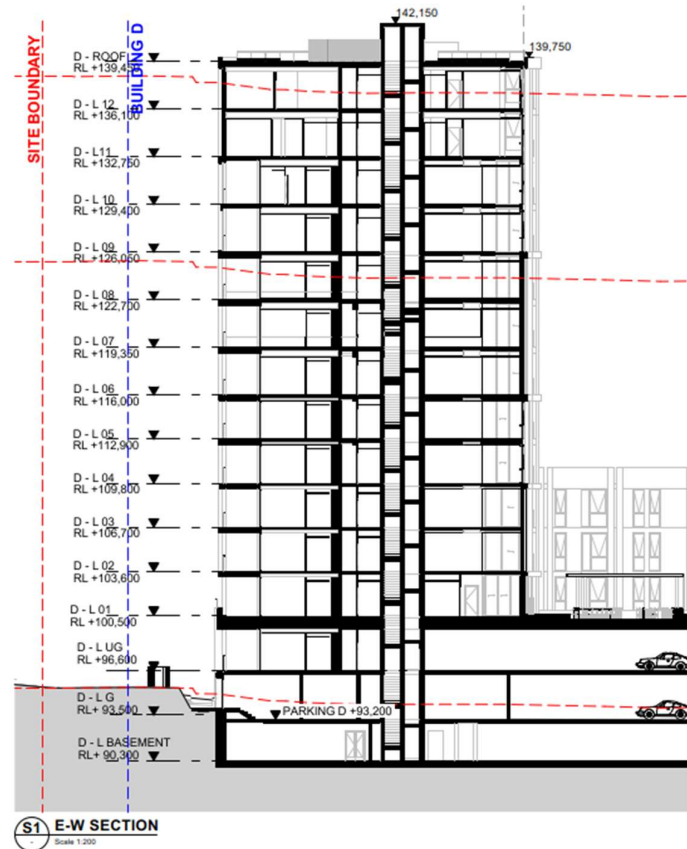 142,150
139,750
D - ROOF
RL +139,450
D - L 12
RL +136,100
D - L11
RL +132,750
D - L 10
RL +129,400
D - L 09
RL +126,050
D - L 08
RL +122,700
D - L 07
RL +119,350
D - L 06
RL +116,000
D - L 05
RL +112,900
D - L 04
RL +109,800
D - L 03
RL +106,700
D - L 02
RL +103,600
D - L 01
RL +100,500
D - L UG
RL +96,600
D - L G
RL+ 93,500
D - L BASEMENT
RL+ 90,300
SITE BOUNDARY
BUILDING D
PARKING D +93,200
S1
-
E-W SECTION
Scale 1:200